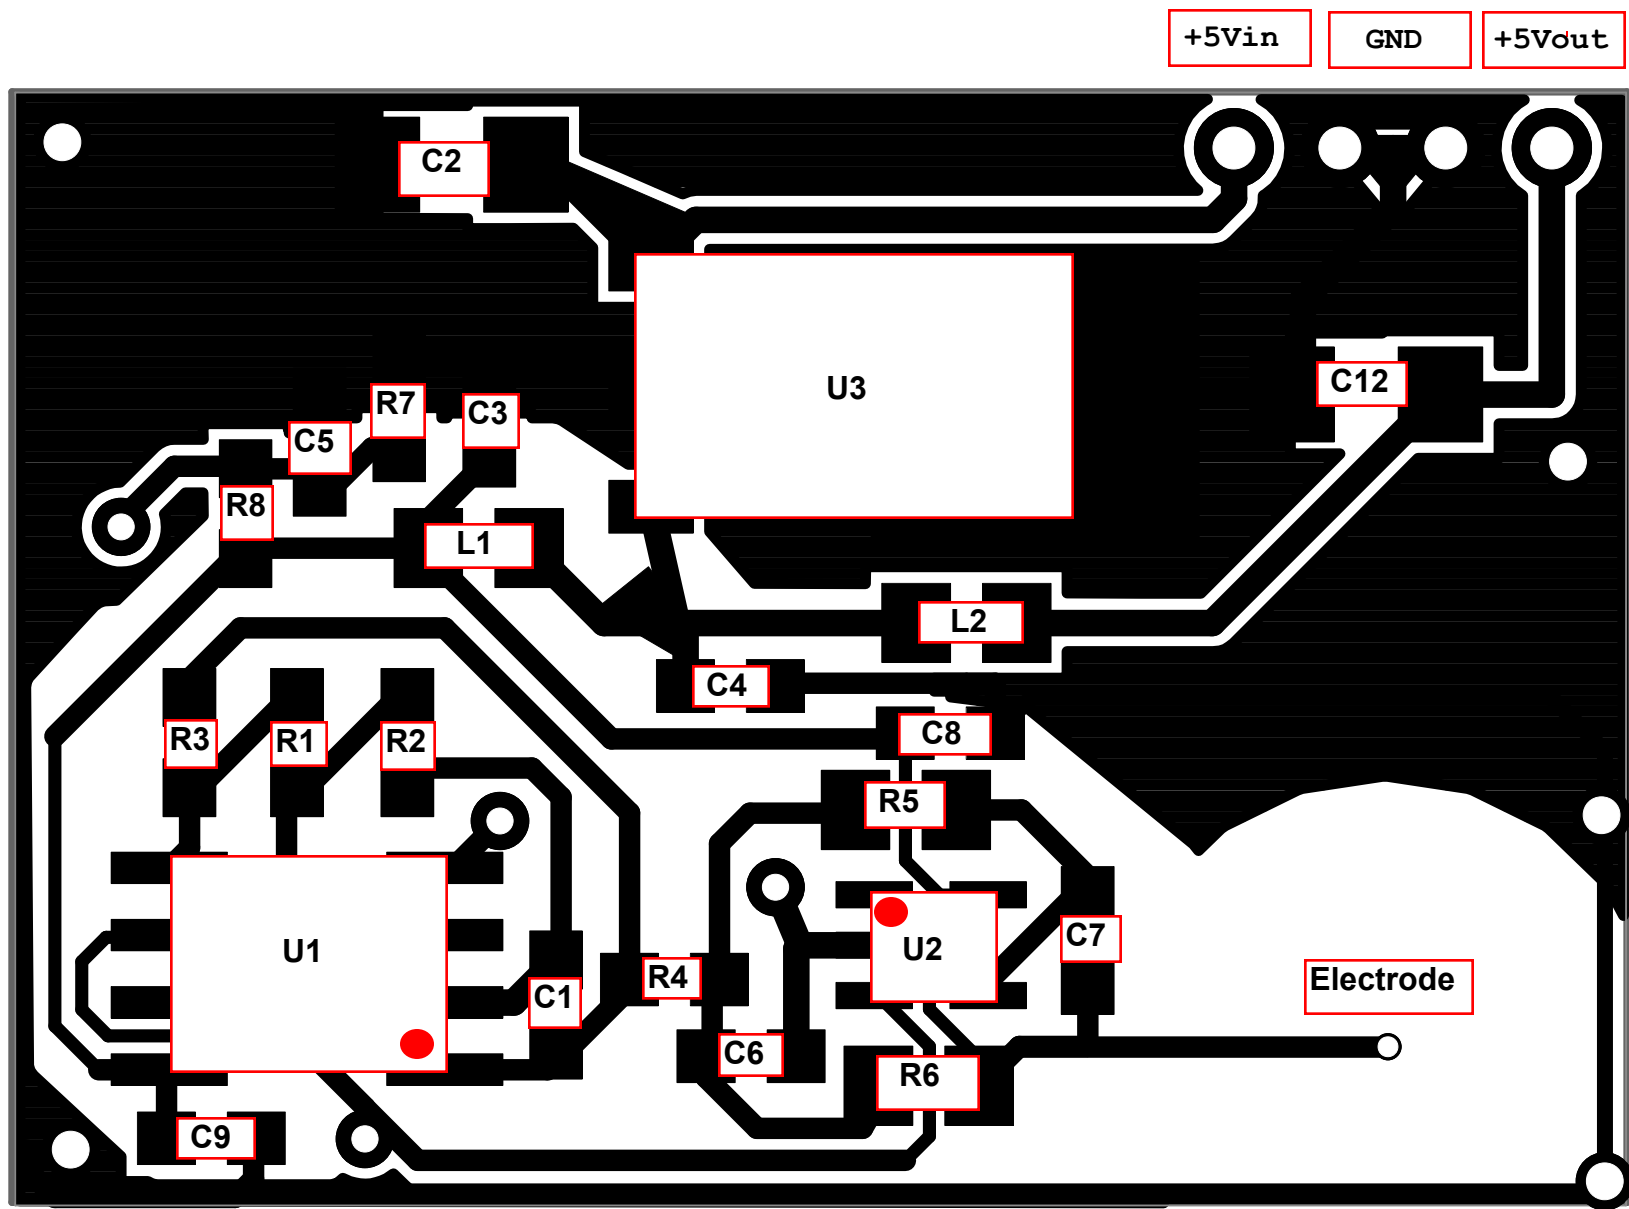 +5Vin GND +5Vout
C2
U3
C12
R7
C3
C5
R8
L1
L2
C4
R3 R1 R2 C8
R5
U1 U2 C7
R4 C1 Electrode
C6
R6
C9